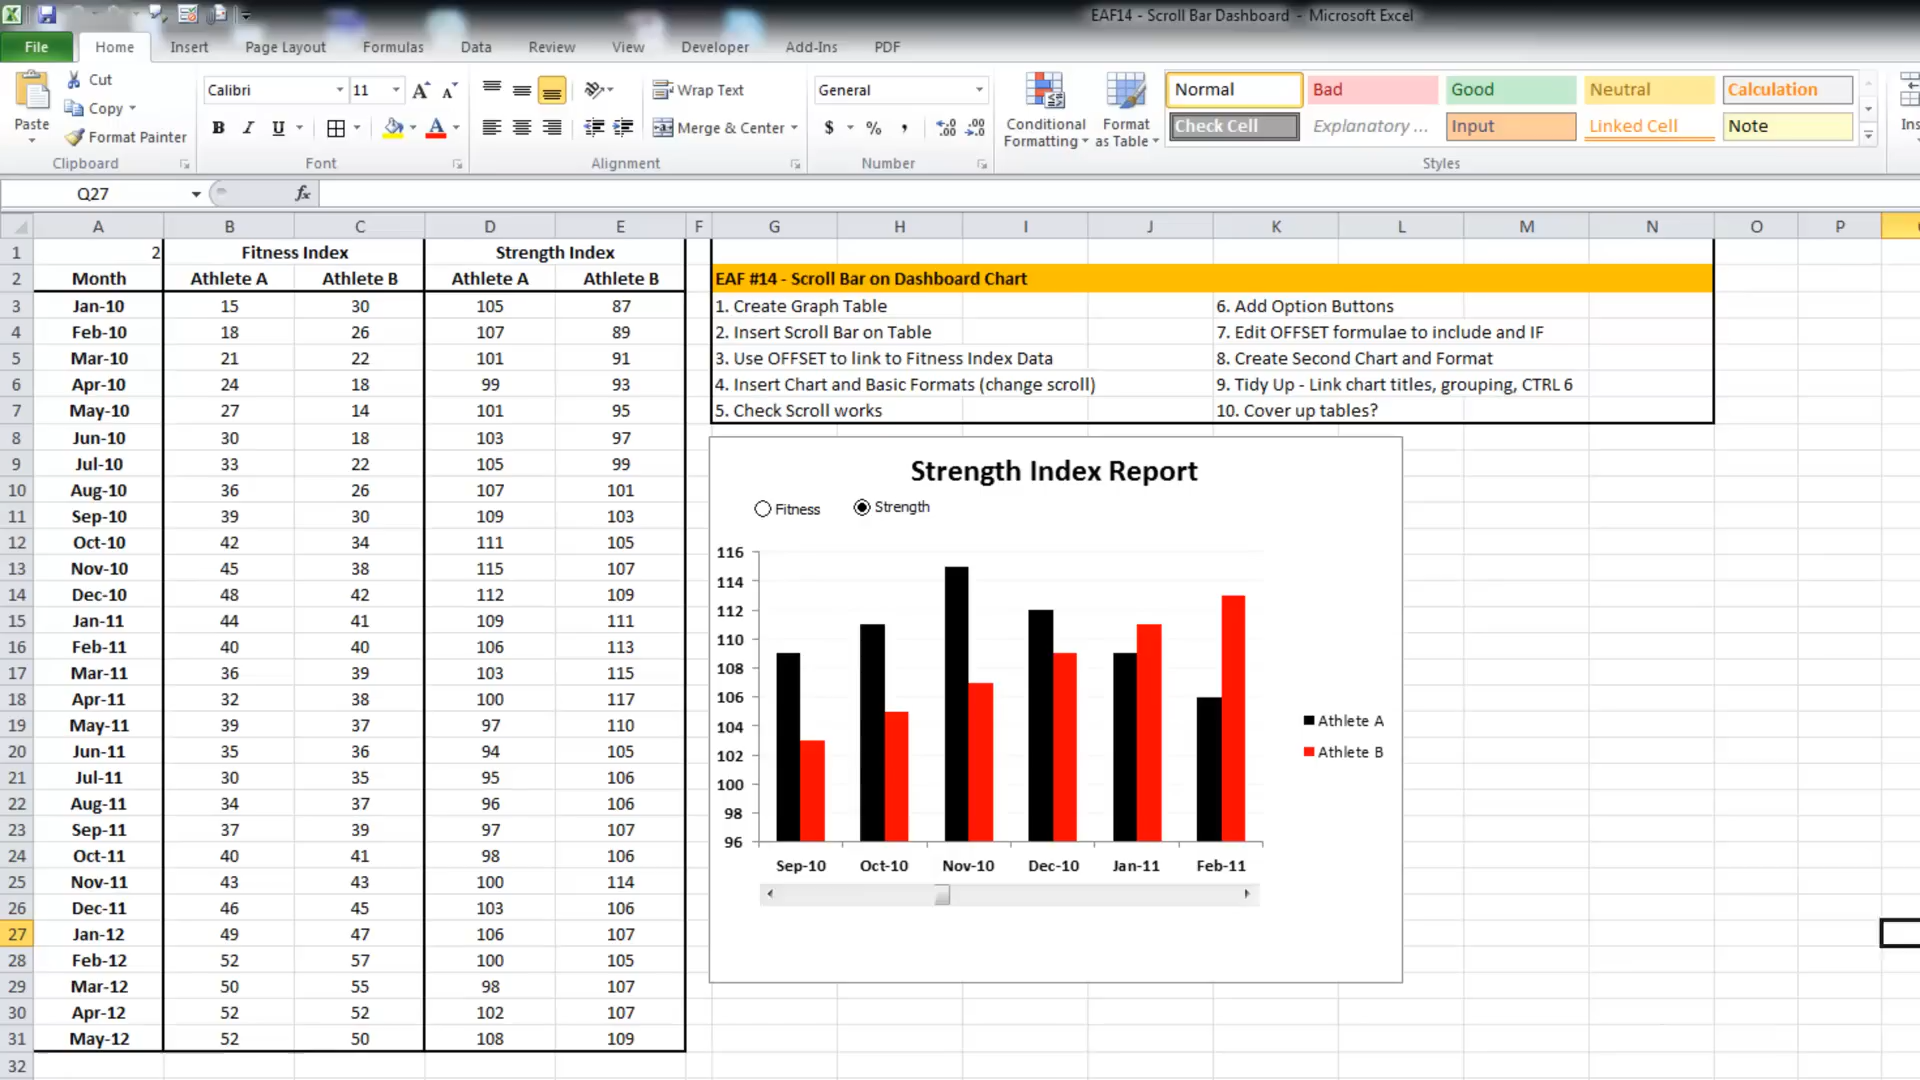 EAF14 - Scroll Bar Dashboard - Microsoft Excel
File Home Insert Page Layout Formulas Data Review View Developer Add-Ins PDF
Paste
Cut
Copy
Format Painter
Clipboard
Calibri 11
B I U
Font
Wrap Text
Merge & Center
Alignment
General
$ %
Number
Conditional Formatting
Format as Table
Normal Bad Good Neutral Calculation
Check Cell Explanatory ... Input Linked Cell Note
Styles
Q27 fx
A B C D E F G H I J K L M N O P
1 2 Fitness Index Strength Index
2 Month Athlete A Athlete B Athlete A Athlete B EAF #14 - Scroll Bar on Dashboard Chart
3 Jan-10 15 30 105 87 1. Create Graph Table 6. Add Option Buttons
4 Feb-10 18 26 107 89 2. Insert Scroll Bar on Table 7. Edit OFFSET formulae to include and IF
5 Mar-10 21 22 101 91 3. Use OFFSET to link to Fitness Index Data 8. Create Second Chart and Format
6 Apr-10 24 18 99 93 4. Insert Chart and Basic Formats (change scroll) 9. Tidy Up - Link chart titles, grouping, CTRL 6
7 May-10 27 14 101 95 5. Check Scroll works 10. Cover up tables?
8 Jun-10 30 18 103 97
9 Jul-10 33 22 105 99
10 Aug-10 36 26 107 101
11 Sep-10 39 30 109 103
12 Oct-10 42 34 111 105
13 Nov-10 45 38 115 107
14 Dec-10 48 42 112 109
15 Jan-11 44 41 109 111
16 Feb-11 40 40 106 113
17 Mar-11 36 39 103 115
18 Apr-11 32 38 100 117
19 May-11 39 37 97 110
20 Jun-11 35 36 94 105
21 Jul-11 30 35 95 106
22 Aug-11 34 37 96 106
23 Sep-11 37 39 97 107
24 Oct-11 40 41 98 106
25 Nov-11 43 43 100 114
26 Dec-11 46 45 103 106
27 Jan-12 49 47 106 107
28 Feb-12 52 57 100 105
29 Mar-12 50 55 98 107
30 Apr-12 52 52 102 107
31 May-12 52 50 108 109
32
Strength Index Report
Fitness Strength
116
114
112
110
108
106
104
102
100
98
96
Sep-10 Oct-10 Nov-10 Dec-10 Jan-11 Feb-11
Athlete A
Athlete B